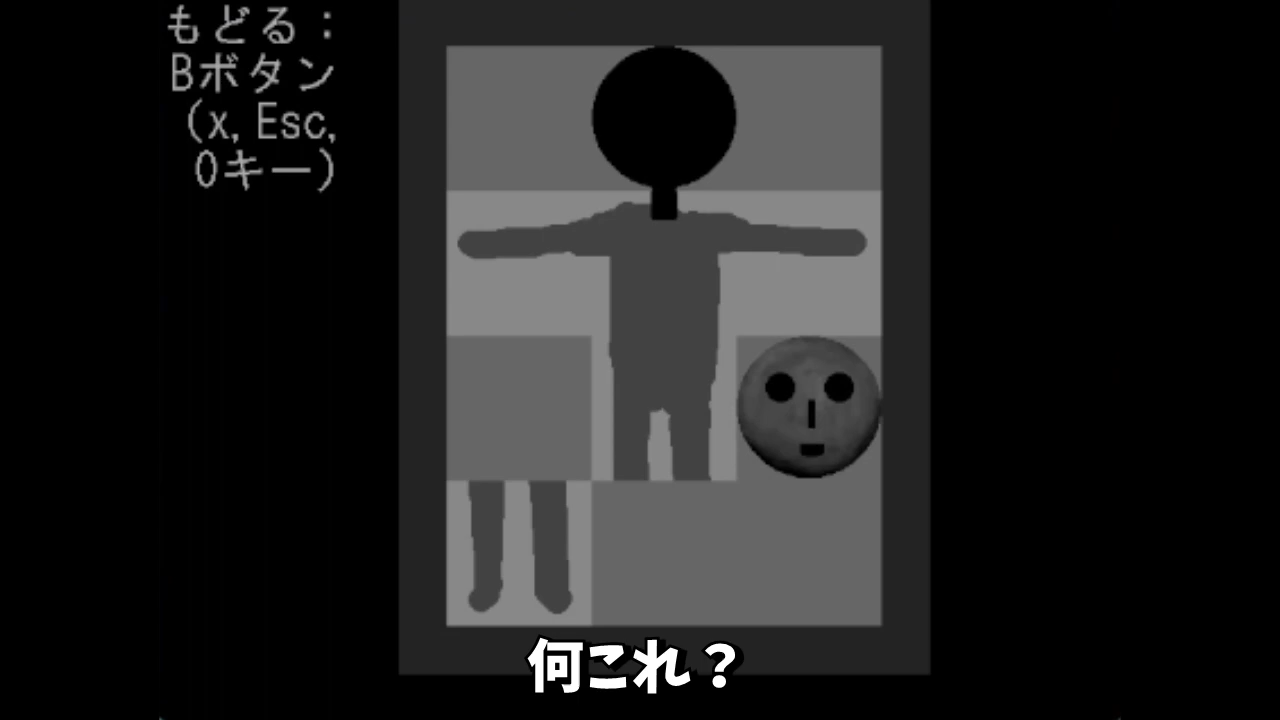 もどる：
Bボタン
(x, Esc,
0キー)
何これ？